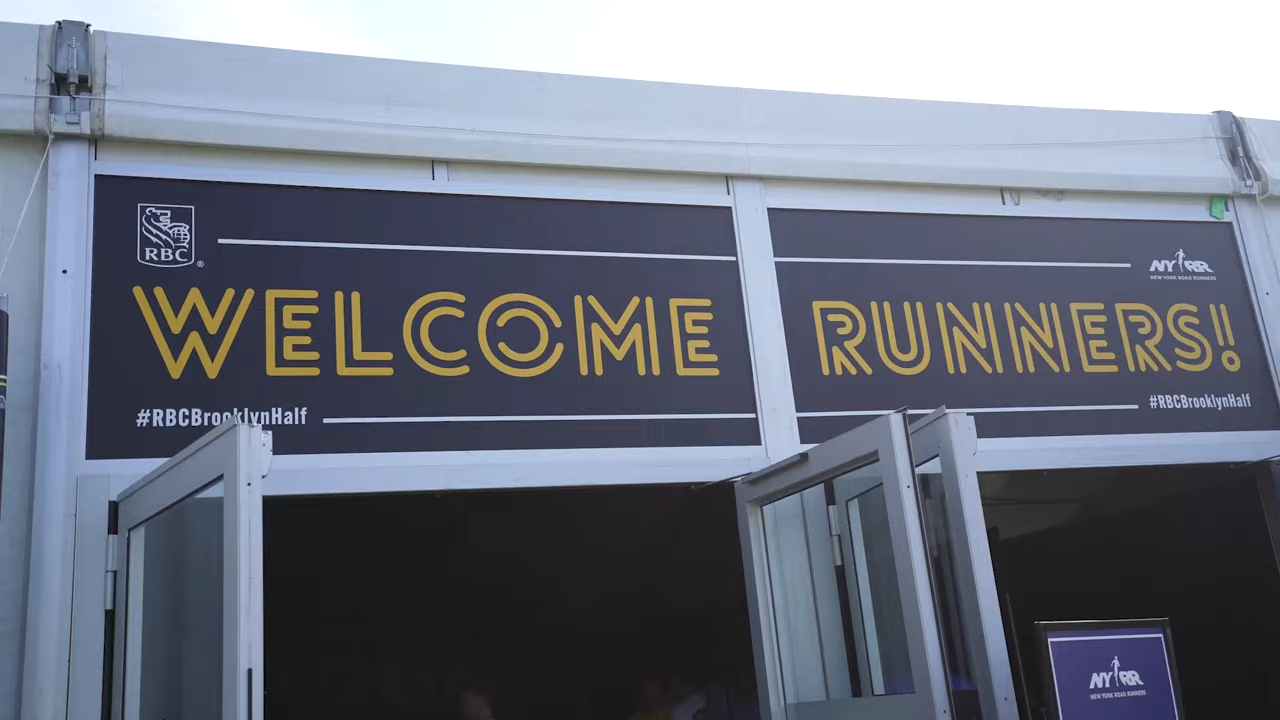 RBC
®
NYRR
NEW YORK ROAD RUNNERS
WELCOME RUNNERS!
#RBCBrooklynHalf
#RBCBrooklynHalf
NYRR
NEW YORK ROAD RUNNERS